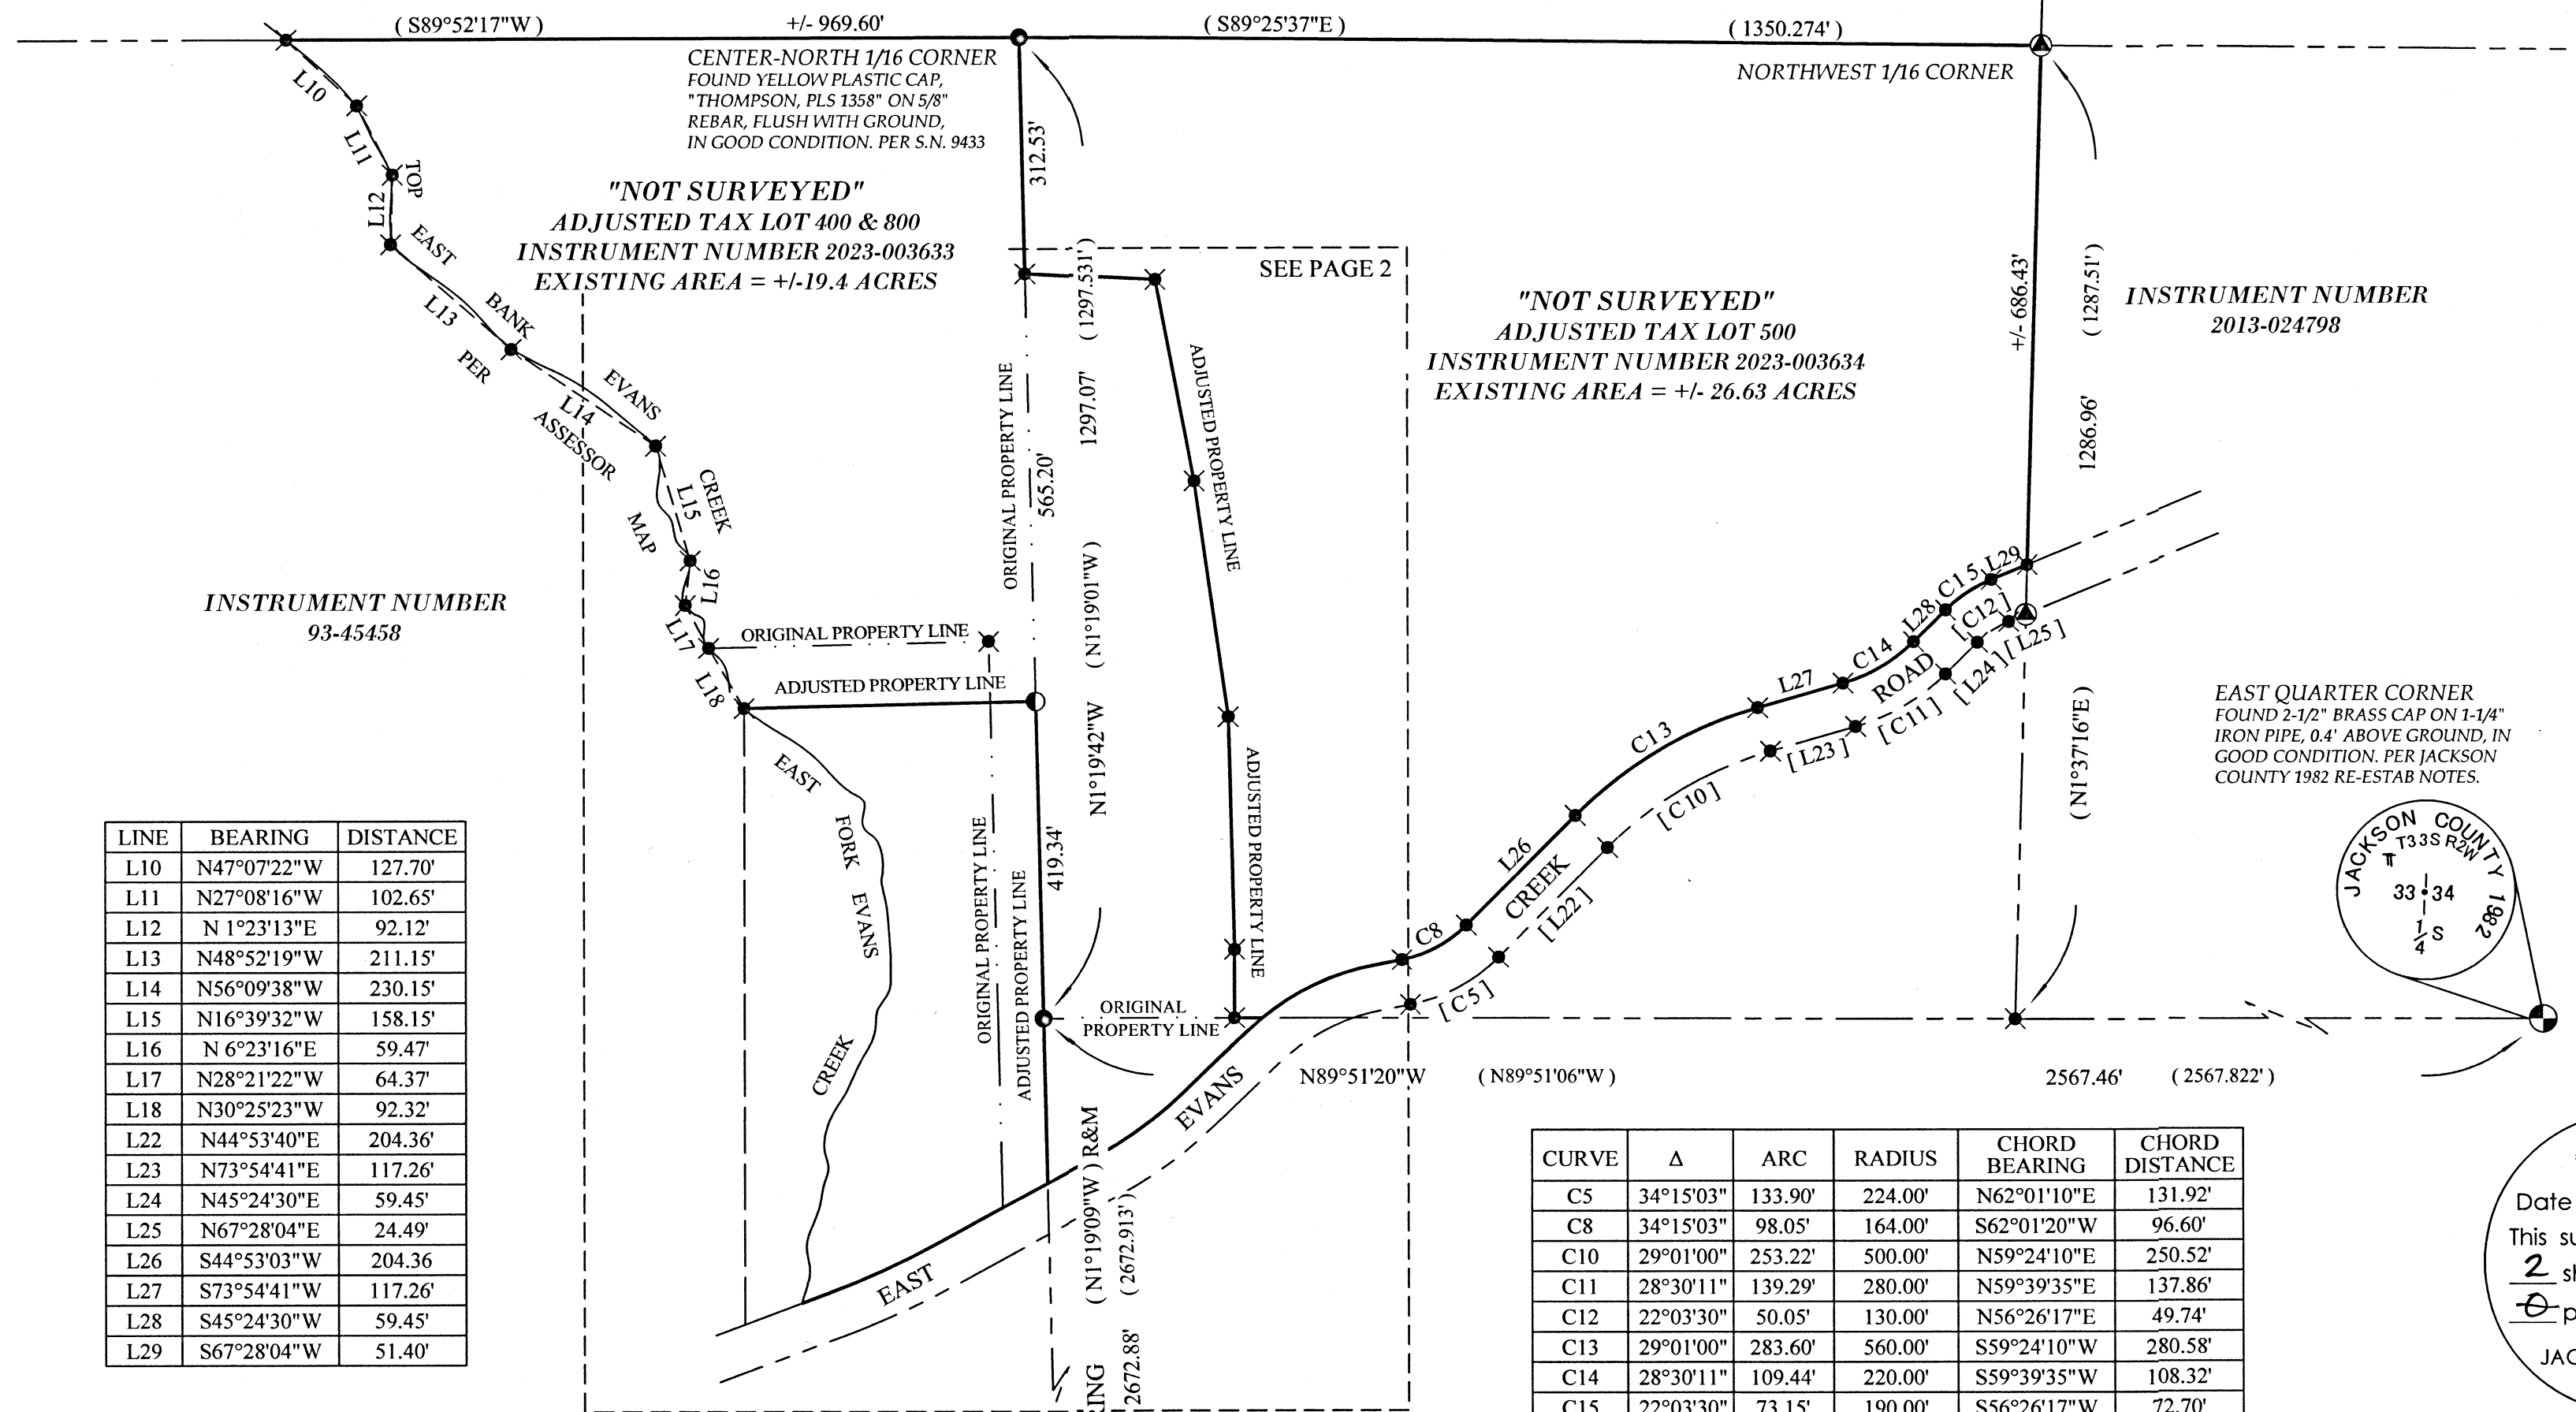 ( S89°52'17"W )
+/- 969.60'
( S89°25'37"E )
( 1350.274' )
CENTER-NORTH 1/16 CORNER
FOUND YELLOW PLASTIC CAP,
"THOMPSON, PLS 1358" ON 5/8"
REBAR, FLUSH WITH GROUND,
IN GOOD CONDITION. PER S.N. 9433
NORTHWEST 1/16 CORNER
L10
L11
L12
L13
L14
L15
L16
L17
L18
TOP
EAST
BANK
PER
EVANS
ASSESSOR
CREEK
MAP
"NOT SURVEYED"
ADJUSTED TAX LOT 400 & 800
INSTRUMENT NUMBER 2023-003633
EXISTING AREA = +/-19.4 ACRES
312.53'
SEE PAGE 2
( 1297.531' )
1297.07'
ORIGINAL PROPERTY LINE
565.20'
( N1°19'01"W )
N1°19'42"W
ADJUSTED PROPERTY LINE
"NOT SURVEYED"
ADJUSTED TAX LOT 500
INSTRUMENT NUMBER 2023-003634
EXISTING AREA = +/- 26.63 ACRES
+/- 686.43'
( 1287.51' )
1286.96'
INSTRUMENT NUMBER
2013-024798
INSTRUMENT NUMBER
93-45458
ORIGINAL PROPERTY LINE
ADJUSTED PROPERTY LINE
EAST
FORK
EVANS
CREEK
ORIGINAL PROPERTY LINE
ADJUSTED PROPERTY LINE
419.34'
ADJUSTED PROPERTY LINE
ORIGINAL
PROPERTY LINE
C8
L26
C13
L27
C14
L28
C15
L29
[ C5 ]
[ L22 ]
[ C10 ]
[ L23 ]
[ C11 ]
[ L24 ]
[ C12 ]
[ L25 ]
EAST
EVANS
CREEK
ROAD
( N1°37'16"E )
EAST QUARTER CORNER
FOUND 2-1/2" BRASS CAP ON 1-1/4"
IRON PIPE, 0.4' ABOVE GROUND, IN
GOOD CONDITION. PER JACKSON
COUNTY 1982 RE-ESTAB NOTES.
JACKSON COUNTY 1982
T33S R2W
33 34
1/4 S
N89°51'20"W
( N89°51'06"W )
2567.46'
( 2567.822' )
( N1°19'09"W ) R&M
( 2672.913' )
2672.88'
RING
LINE BEARING DISTANCE
L10 N47°07'22"W 127.70'
L11 N27°08'16"W 102.65'
L12 N 1°23'13"E 92.12'
L13 N48°52'19"W 211.15'
L14 N56°09'38"W 230.15'
L15 N16°39'32"W 158.15'
L16 N 6°23'16"E 59.47'
L17 N28°21'22"W 64.37'
L18 N30°25'23"W 92.32'
L22 N44°53'40"E 204.36'
L23 N73°54'41"E 117.26'
L24 N45°24'30"E 59.45'
L25 N67°28'04"E 24.49'
L26 S44°53'03"W 204.36
L27 S73°54'41"W 117.26'
L28 S45°24'30"W 59.45'
L29 S67°28'04"W 51.40'
CURVE Δ ARC RADIUS CHORD BEARING CHORD DISTANCE
C5 34°15'03" 133.90' 224.00' N62°01'10"E 131.92'
C8 34°15'03" 98.05' 164.00' S62°01'20"W 96.60'
C10 29°01'00" 253.22' 500.00' N59°24'10"E 250.52'
C11 28°30'11" 139.29' 280.00' N59°39'35"E 137.86'
C12 22°03'30" 50.05' 130.00' N56°26'17"E 49.74'
C13 29°01'00" 283.60' 560.00' S59°24'10"W 280.58'
C14 28°30'11" 109.44' 220.00' S59°39'35"W 108.32'
C15 22°03'30" 73.15' 190.00' S56°26'17"W 72.70'
Date
This su
2 sh
0 p
JAC